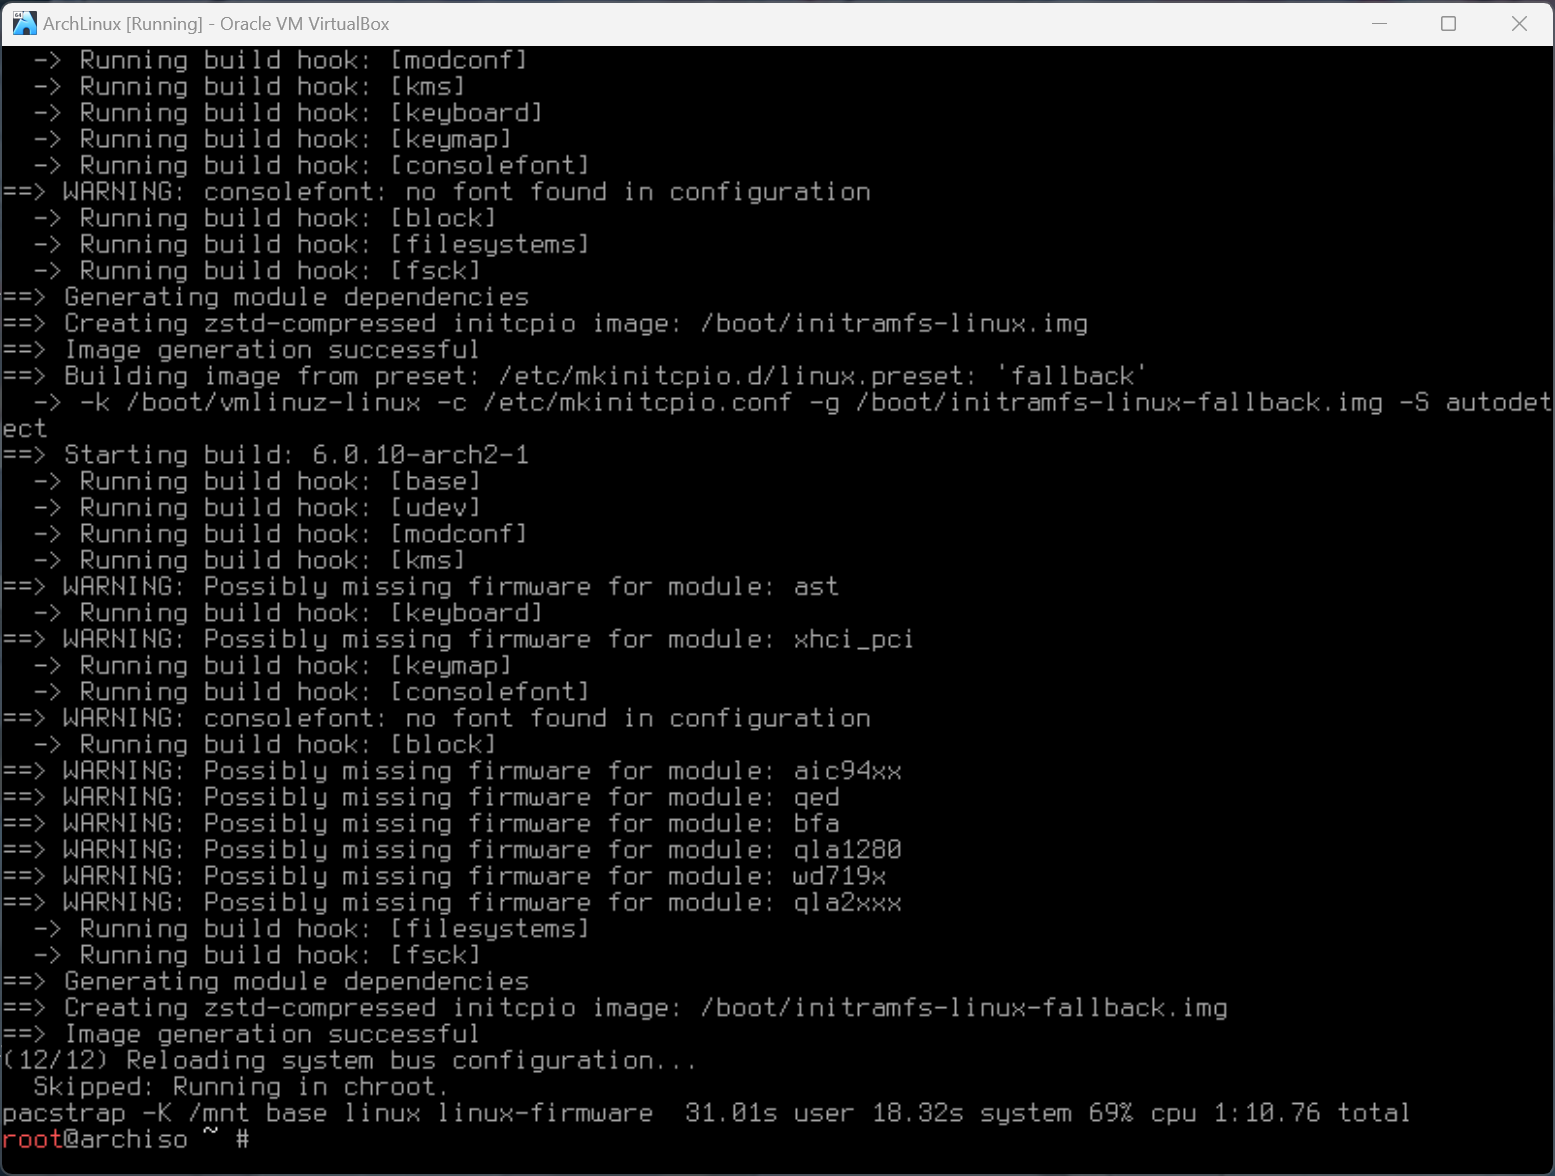 ArchLinux [Running] - Oracle VM VirtualBox
  -> Running build hook: [modconf]
  -> Running build hook: [kms]
  -> Running build hook: [keyboard]
  -> Running build hook: [keymap]
  -> Running build hook: [consolefont]
==> WARNING: consolefont: no font found in configuration
  -> Running build hook: [block]
  -> Running build hook: [filesystems]
  -> Running build hook: [fsck]
==> Generating module dependencies
==> Creating zstd-compressed initcpio image: /boot/initramfs-linux.img
==> Image generation successful
==> Building image from preset: /etc/mkinitcpio.d/linux.preset: 'fallback'
  -> -k /boot/vmlinuz-linux -c /etc/mkinitcpio.conf -g /boot/initramfs-linux-fallback.img -S autodet
ect
==> Starting build: 6.0.10-arch2-1
  -> Running build hook: [base]
  -> Running build hook: [udev]
  -> Running build hook: [modconf]
  -> Running build hook: [kms]
==> WARNING: Possibly missing firmware for module: ast
  -> Running build hook: [keyboard]
==> WARNING: Possibly missing firmware for module: xhci_pci
  -> Running build hook: [keymap]
  -> Running build hook: [consolefont]
==> WARNING: consolefont: no font found in configuration
  -> Running build hook: [block]
==> WARNING: Possibly missing firmware for module: aic94xx
==> WARNING: Possibly missing firmware for module: qed
==> WARNING: Possibly missing firmware for module: bfa
==> WARNING: Possibly missing firmware for module: qla1280
==> WARNING: Possibly missing firmware for module: wd719x
==> WARNING: Possibly missing firmware for module: qla2xxx
  -> Running build hook: [filesystems]
  -> Running build hook: [fsck]
==> Generating module dependencies
==> Creating zstd-compressed initcpio image: /boot/initramfs-linux-fallback.img
==> Image generation successful
(12/12) Reloading system bus configuration...
  Skipped: Running in chroot.
pacstrap -K /mnt base linux linux-firmware  31.01s user 18.32s system 69% cpu 1:10.76 total
root@archiso ~ #